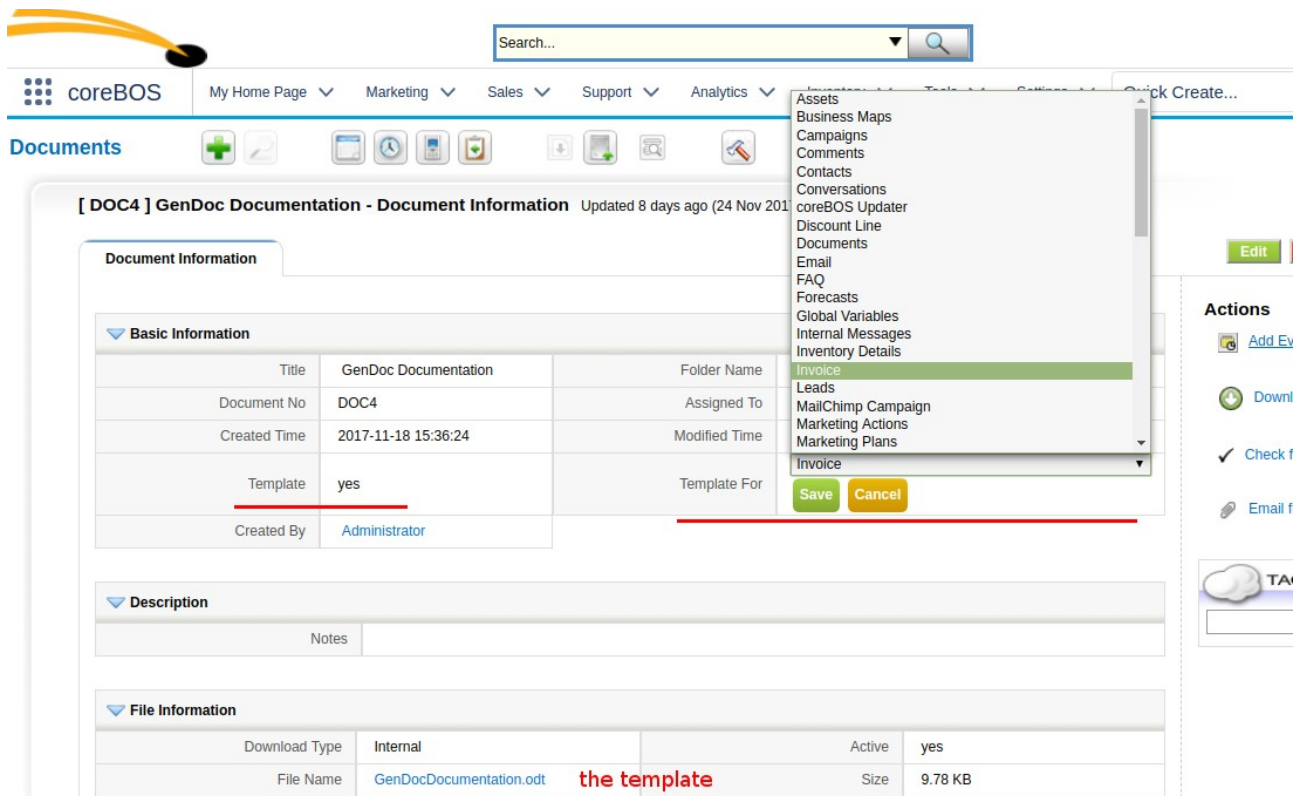 Search...
coreBOS My Home Page Marketing Sales Support Analytics Quick Create...
Documents
[ DOC4 ] GenDoc Documentation - Document Information Updated 8 days ago (24 Nov 201
Assets
Business Maps
Campaigns
Comments
Contacts
Conversations
coreBOS Updater
Discount Line
Documents
Email
FAQ
Forecasts
Global Variables
Internal Messages
Inventory Details
Invoice
Leads
MailChimp Campaign
Marketing Actions
Marketing Plans
Document Information
Edit
Basic Information
Title GenDoc Documentation Folder Name
Document No DOC4 Assigned To
Created Time 2017-11-18 15:36:24 Modified Time
Template yes Template For Invoice
Save Cancel
Created By Administrator
Actions
Add Ev
Downl
Check f
Email f
TAG
Description
Notes
File Information
Download Type Internal Active yes
File Name GenDocDocumentation.odt the template Size 9.78 KB